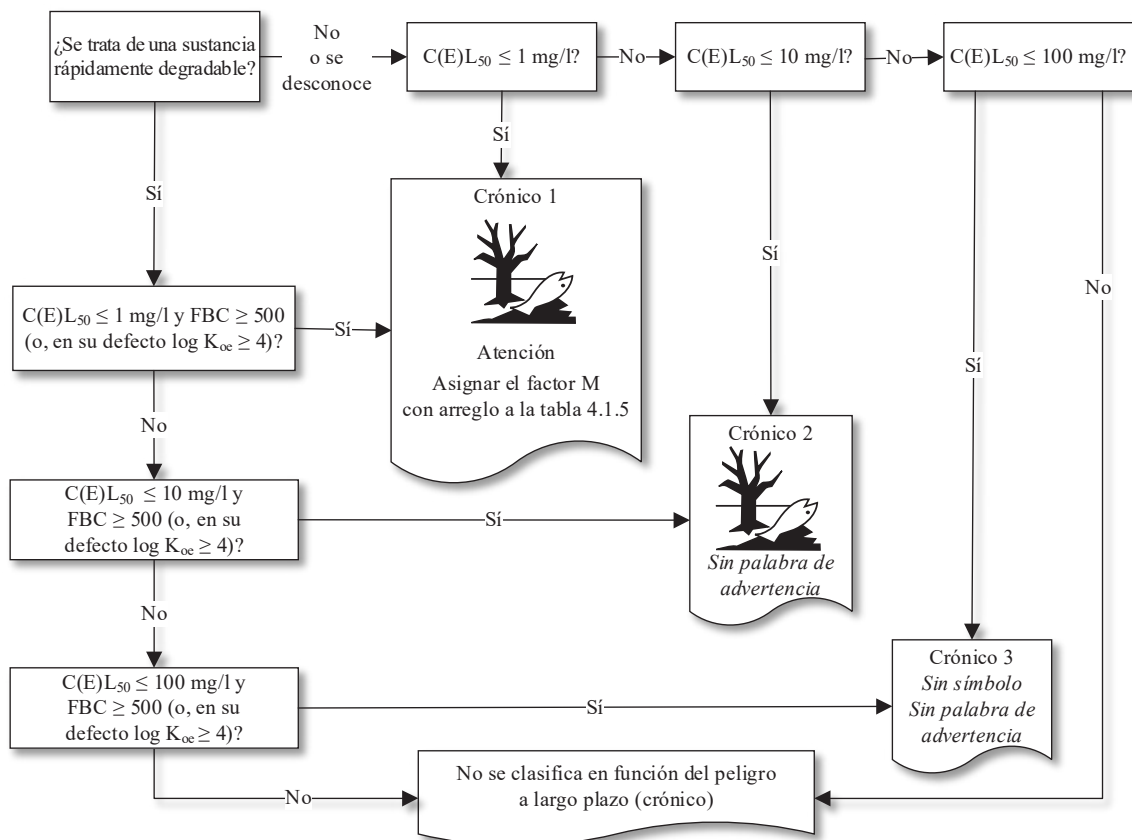 ¿Se trata de una sustancia
rápidamente degradable?
No
o se
desconoce
C(E)L₅₀ ≤ 1 mg/l?
No
C(E)L₅₀ ≤ 10 mg/l?
No
C(E)L₅₀ ≤ 100 mg/l?
Sí
Sí
Sí
Sí
No
Crónico 1
Atención
Asignar el factor M
con arreglo a la tabla 4.1.5
C(E)L₅₀ ≤ 1 mg/l y FBC ≥ 500
(o, en su defecto log Kₒₑ ≥ 4)?
Sí
No
Crónico 2
Sin palabra de
advertencia
C(E)L₅₀ ≤ 10 mg/l y
FBC ≥ 500 (o, en su
defecto log Kₒₑ ≥ 4)?
Sí
No
Crónico 3
Sin símbolo
Sin palabra de
advertencia
C(E)L₅₀ ≤ 100 mg/l y
FBC ≥ 500 (o, en su
defecto log Kₒₑ ≥ 4)?
Sí
No
No se clasifica en función del peligro
a largo plazo (crónico)